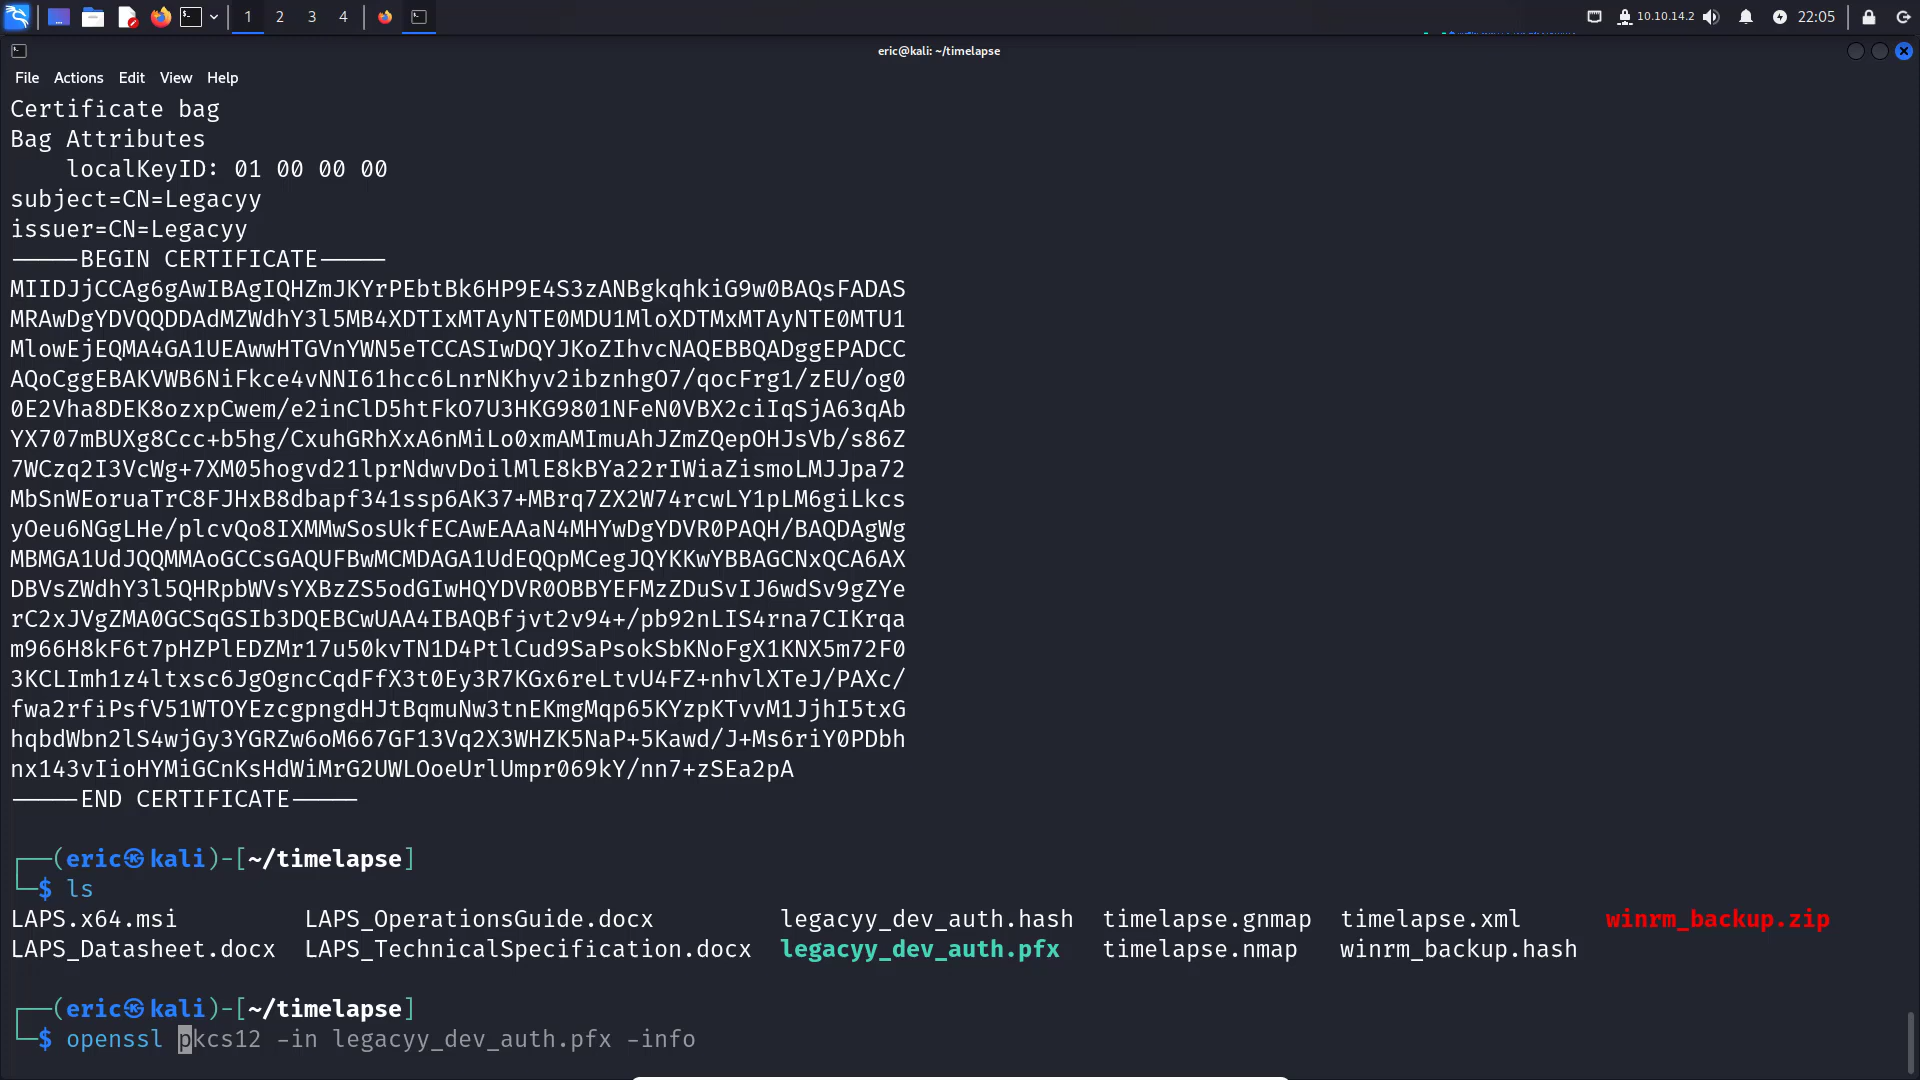 1 2 3 4
10.10.14.2 22:05
eric@kali: ~/timelapse
File Actions Edit View Help
Certificate bag
Bag Attributes
    localKeyID: 01 00 00 00
subject=CN=Legacyy
issuer=CN=Legacyy
-----BEGIN CERTIFICATE-----
MIIDJjCCAg6gAwIBAgIQHZmJKYrPEbtBk6HP9E4S3zANBgkqhkiG9w0BAQsFADAS
MRAwDgYDVQQDDAdMZWdhY3l5MB4XDTIxMTAyNTE0MDU1MloXDTMxMTAyNTE0MTU1
MlowEjEQMA4GA1UEAwwHTGVnYWN5eTCCASIwDQYJKoZIhvcNAQEBBQADggEPADCC
AQoCggEBAKVWB6NiFkce4vNNI61hcc6LnrNKhyv2ibznhgO7/qocFrg1/zEU/og0
0E2Vha8DEK8ozxpCwem/e2inClD5htFkO7U3HKG9801NFeN0VBX2ciIqSjA63qAb
YX707mBUXg8Ccc+b5hg/CxuhGRhXxA6nMiLo0xmAMImuAhJZmZQepOHJsVb/s86Z
7WCzq2I3VcWg+7XM05hogvd21lprNdwvDoilMlE8kBYa22rIWiaZismoLMJJpa72
MbSnWEoruaTrC8FJHxB8dbapf341ssp6AK37+MBrq7ZX2W74rcwLY1pLM6giLkcs
yOeu6NGgLHe/plcvQo8IXMMwSosUkfECAwEAAaN4MHYwDgYDVR0PAQH/BAQDAgWg
MBMGA1UdJQQMMAoGCCsGAQUFBwMCMDAGA1UdEQQpMCegJQYKKwYBBAGCNxQCA6AX
DBVsZWdhY3l5QHRpbWVsYXBzZS5odGIwHQYDVR0OBBYEFMzZDuSvIJ6wdSv9gZYe
rC2xJVgZMA0GCSqGSIb3DQEBCwUAA4IBAQBfjvt2v94+/pb92nLIS4rna7CIKrqa
m966H8kF6t7pHZPlEDZMr17u50kvTN1D4PtlCud9SaPsokSbKNoFgX1KNX5m72F0
3KCLImh1z4ltxsc6JgOgncCqdFfX3t0Ey3R7KGx6reLtvU4FZ+nhvlXTeJ/PAXc/
fwa2rfiPsfV51WTOYEzcgpngdHJtBqmuNw3tnEKmgMqp65KYzpKTvvM1JjhI5txG
hqbdWbn2lS4wjGy3YGRZw6oM667GF13Vq2X3WHZK5NaP+5Kawd/J+Ms6riY0PDbh
nx143vIioHYMiGCnKsHdWiMrG2UWLOoeUrlUmpr069kY/nn7+zSEa2pA
-----END CERTIFICATE-----
┌──(eric㉿kali)-[~/timelapse]
└─$ ls
LAPS.x64.msi LAPS_OperationsGuide.docx legacyy_dev_auth.hash timelapse.gnmap timelapse.xml winrm_backup.zip
LAPS_Datasheet.docx LAPS_TechnicalSpecification.docx legacyy_dev_auth.pfx timelapse.nmap winrm_backup.hash
┌──(eric㉿kali)-[~/timelapse]
└─$ openssl pkcs12 -in legacyy_dev_auth.pfx -info